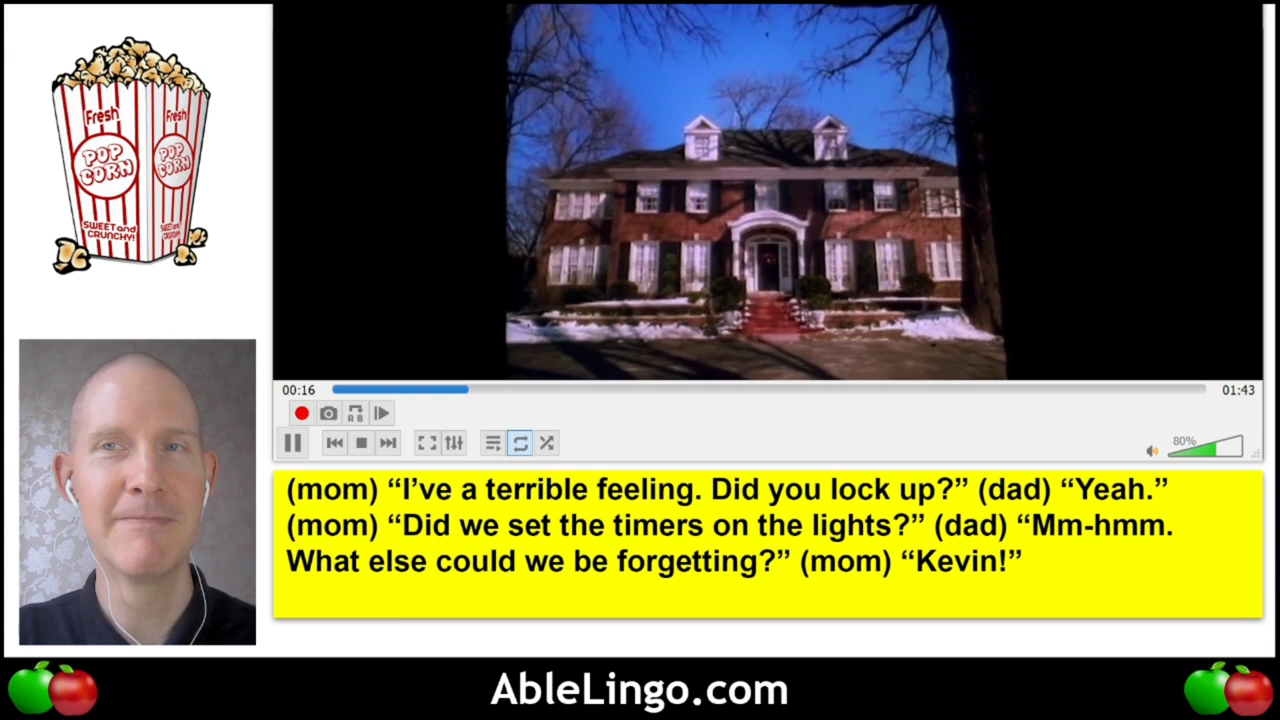 Fresh
Fresh
POP
CORN
POP
CORN
SWEET and
CRUNCHY!
00:16
01:43
A B
80%
(mom) “I’ve a terrible feeling. Did you lock up?” (dad) “Yeah.”
(mom) “Did we set the timers on the lights?” (dad) “Mm-hmm.
What else could we be forgetting?” (mom) “Kevin!”
AbleLingo.com